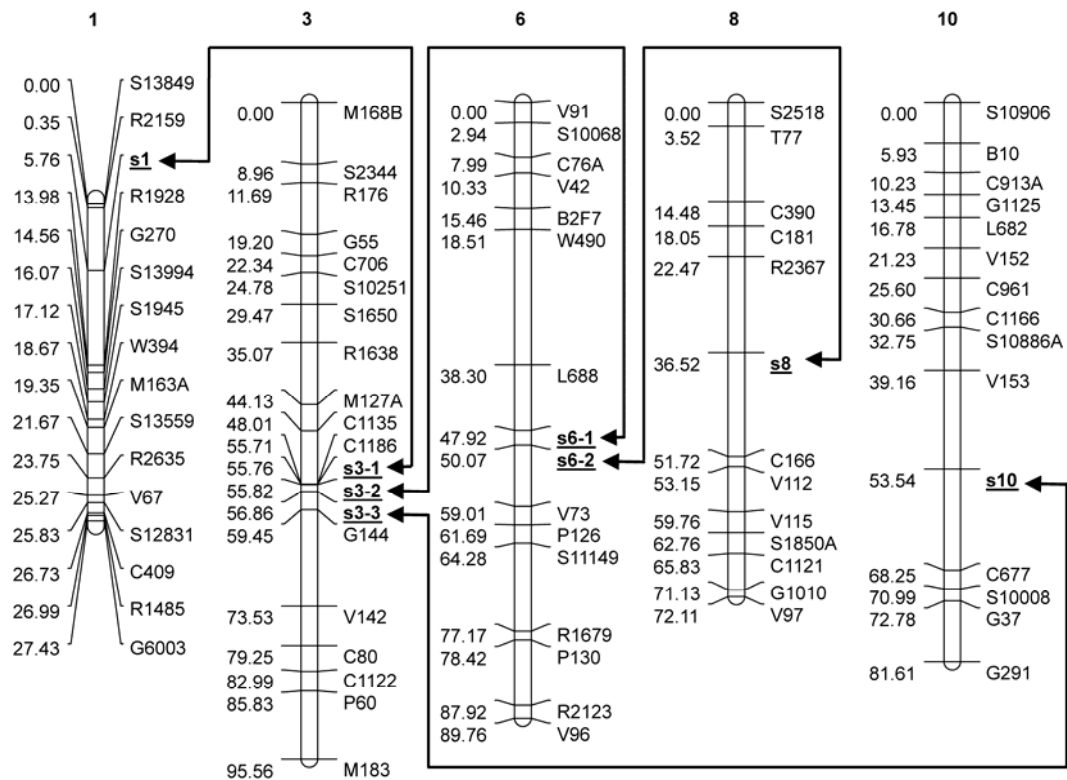 1 3 6 8 10
0.00 S13849
0.35 R2159
5.76 s1
13.98 R1928
14.56 G270
16.07 S13994
17.12 S1945
18.67 W394
19.35 M163A
21.67 S13559
23.75 R2635
25.27 V67
25.83 S12831
26.73 C409
26.99 R1485
27.43 G6003
0.00 M168B
8.96 S2344
11.69 R176
19.20 G55
22.34 C706
24.78 S10251
29.47 S1650
35.07 R1638
44.13 M127A
48.01 C1135
55.71 C1186
55.76 s3-1
55.82 s3-2
56.86 s3-3
59.45 G144
73.53 V142
79.25 C80
82.99 C1122
85.83 P60
95.56 M183
0.00 V91
2.94 S10068
7.99 C76A
10.33 V42
15.46 B2F7
18.51 W490
38.30 L688
47.92 s6-1
50.07 s6-2
59.01 V73
61.69 P126
64.28 S11149
77.17 R1679
78.42 P130
87.92 R2123
89.76 V96
0.00 S2518
3.52 T77
14.48 C390
18.05 C181
22.47 R2367
36.52 s8
51.72 C166
53.15 V112
59.76 V115
62.76 S1850A
65.83 C1121
71.13 G1010
72.11 V97
0.00 S10906
5.93 B10
10.23 C913A
13.45 G1125
16.78 L682
21.23 V152
25.60 C961
30.66 C1166
32.75 S10886A
39.16 V153
53.54 s10
68.25 C677
70.99 S10008
72.78 G37
81.61 G291